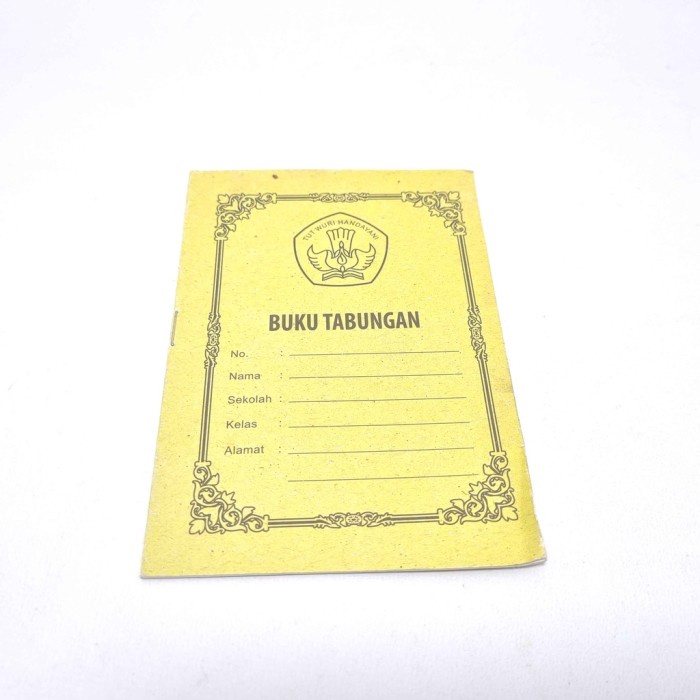 TUT WURI HANDAYANI
BUKU TABUNGAN
No. :
Nama :
Sekolah :
Kelas :
Alamat :